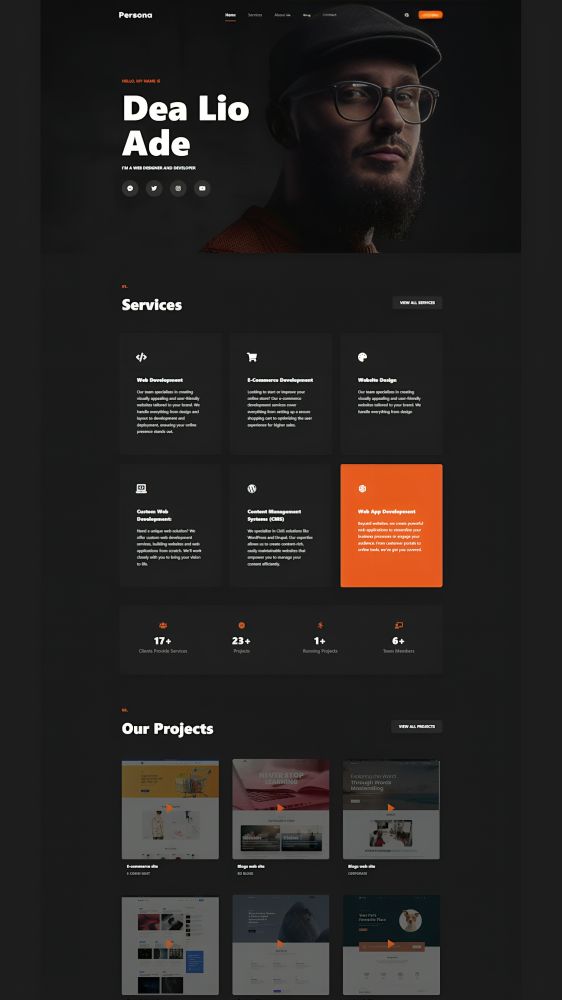 Persona
Home Services About Us Blog Contact
HELLO, MY NAME IS
Dea Lio
Ade
I'M A WEB DESIGNER AND DEVELOPER
01.
Services
VIEW ALL SERVICES
Web Development
Our team specializes in creating
visually appealing and user-friendly
websites tailored to your brand. We
handle everything from design and
layout to development and
deployment, ensuring your online
presence stands out.
E-Commerce Development
Looking to start or improve your
online store? Our e-commerce
development services cover
everything from setting up a secure
shopping cart to optimizing the user
experience for higher sales.
Website Design
Our team specializes in creating
visually appealing and user-friendly
websites tailored to your brand. We
handle everything from design
Custom Web
Development:
Need a unique web solution? We
offer custom web development
services, building websites and web
applications from scratch. We'll work
closely with you to bring your vision
to life.
Content Management
Systems (CMS)
We specialize in CMS solutions like
WordPress and Drupal. Our expertise
allows us to create content-rich,
easily maintainable websites that
empower you to manage your
content efficiently.
Web App Development
Beyond websites, we create powerful
web applications to streamline your
business processes or engage your
audience. From customer portals to
online tools, we've got you covered.
17+
Clients Provide Services
23+
Projects
1+
Running Projects
6+
Team Members
Our Projects
VIEW ALL PROJECTS
NEVER STOP
LEARNING
Exploring the World
Through Words
E-commerce site
Blogs web site
Blogs web site
CORPORATE